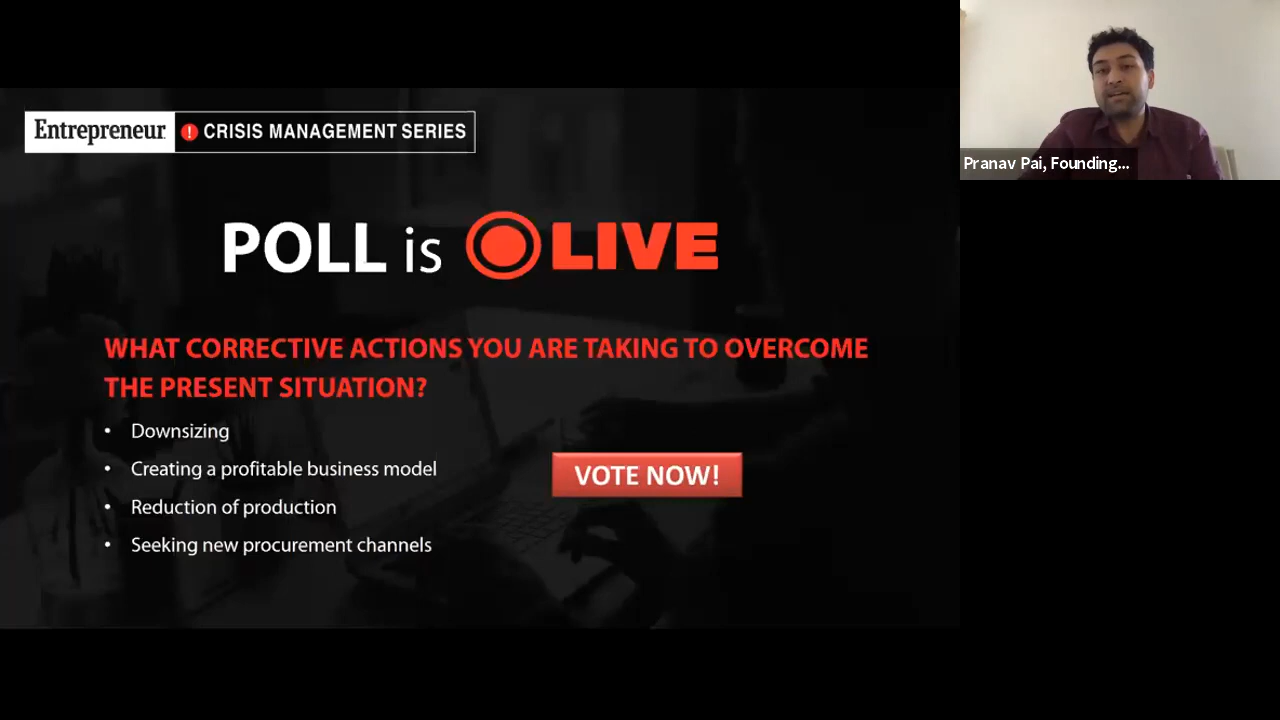 Entrepreneur ! CRISIS MANAGEMENT SERIES
Pranav Pai, Founding...
POLL is LIVE
WHAT CORRECTIVE ACTIONS YOU ARE TAKING TO OVERCOME
THE PRESENT SITUATION?
• Downsizing
• Creating a profitable business model
• Reduction of production
• Seeking new procurement channels
VOTE NOW!